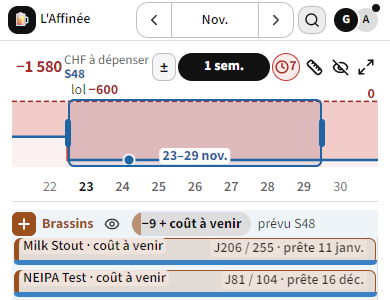 L'Affinée
Nov.
G
A
−1 580 CHF à dépenser
S48
±
1 sem.
7
lol −600
0
23–29 nov.
22 23 24 25 26 27 28 29 30
+ Brassins −9 + coût à venir prévu S48
Milk Stout · coût à venir J206 / 255 · prête 11 janv.
NEIPA Test · coût à venir J81 / 104 · prête 16 déc.